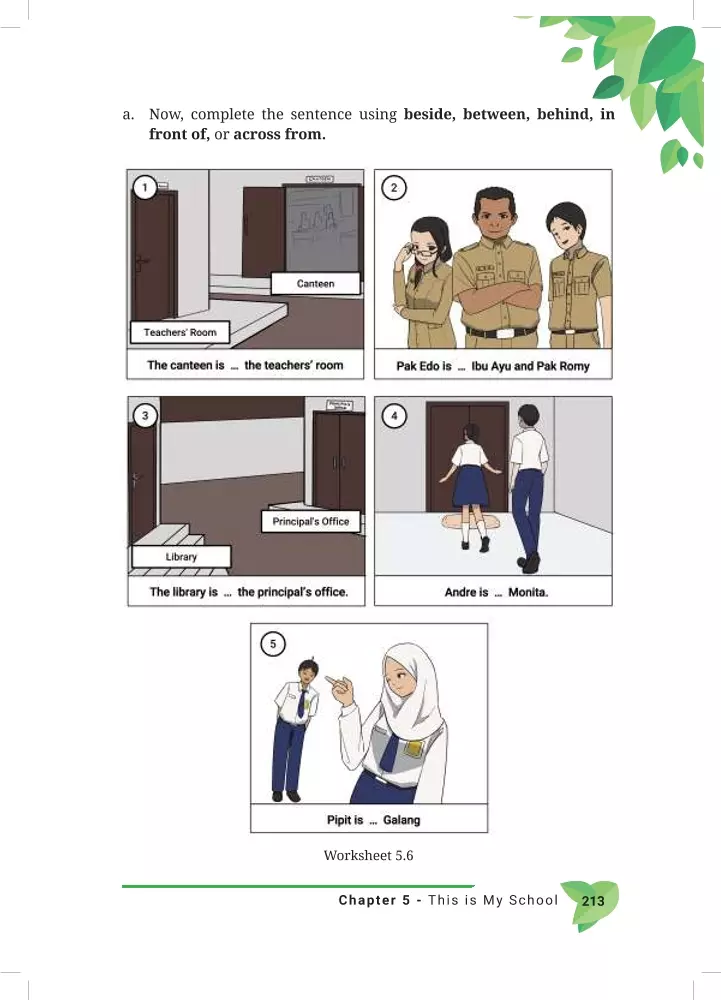 a. Now, complete the sentence using beside, between, behind, in
front of, or across from.
1
Canteen
Teachers' Room
The canteen is ... the teachers' room
2
Pak Edo is ... Ibu Ayu and Pak Romy
3
Principal's Office
Library
The library is ... the principal's office.
4
Andre is ... Monita.
5
Pipit is ... Galang
Worksheet 5.6
Chapter 5 - This is My School 213